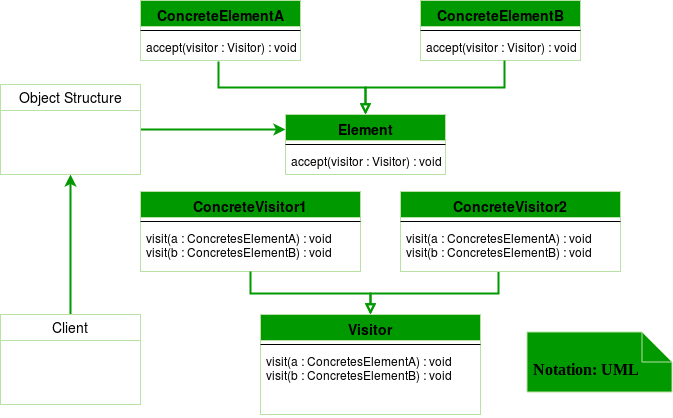 ConcreteElementA
accept(visitor : Visitor) : void
ConcreteElementB
accept(visitor : Visitor) : void
Object Structure
Element
accept(visitor : Visitor) : void
ConcreteVisitor1
visit(a : ConcretesElementA) : void
visit(b : ConcretesElementB) : void
ConcreteVisitor2
visit(a : ConcretesElementA) : void
visit(b : ConcretesElementB) : void
Client
Visitor
visit(a : ConcretesElementA) : void
visit(b : ConcretesElementB) : void
Notation: UML